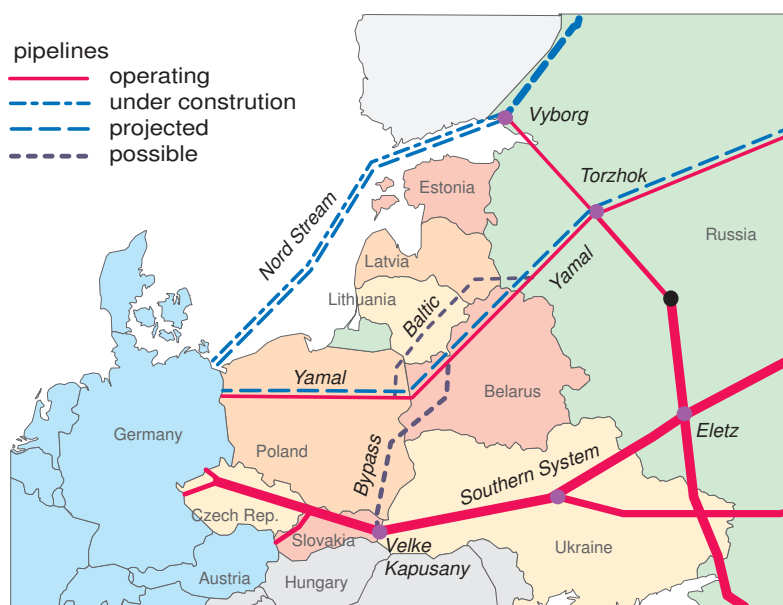 pipelines
operating
under constrution
projected
possible
Vyborg
Torzhok
Estonia
Nord Stream
Russia
Latvia
Yamal
Lithuania
Baltic
Yamal
Belarus
Germany
Eletz
Poland
Bypass
Southern System
Czech Rep.
Slovakia
Velke
Kapusany
Ukraine
Austria
Hungary